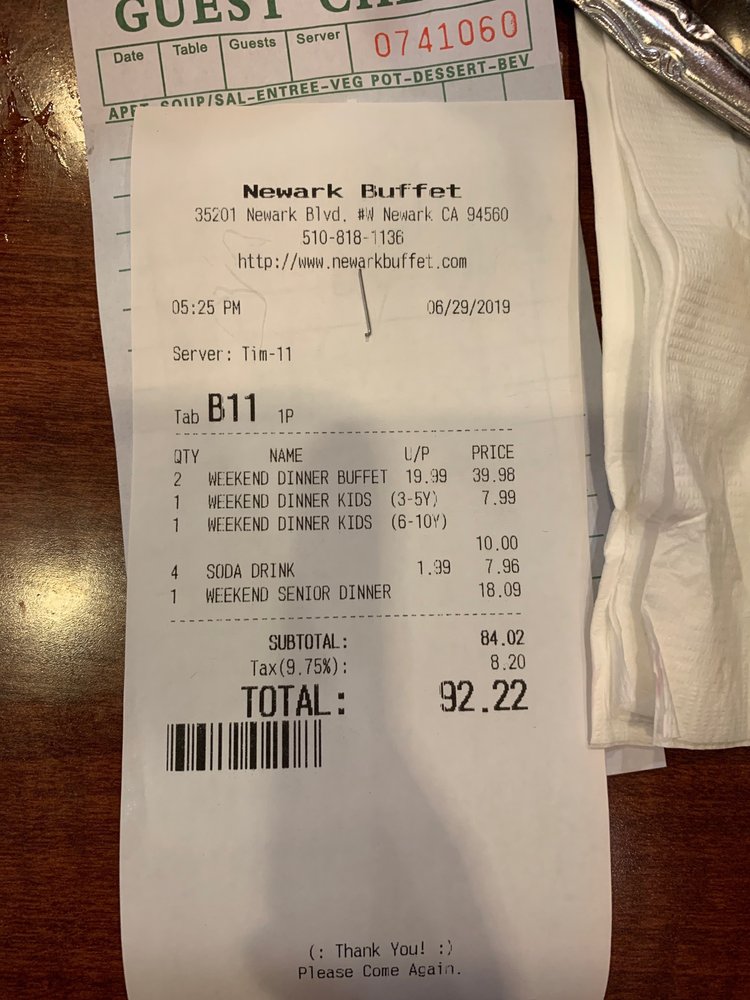 GUEST
Date Table Guests Server 0741060
SOUP/SAL-ENTREE-VEG POT-DESSERT-BEV
Newark Buffet
35201 Newark Blvd. #W Newark CA 94560
510-818-1136
http://www.newarkbuffet.com
05:25 PM 06/29/2019
Server: Tim-11
Tab B11 1P
QTY NAME U/P PRICE
2 WEEKEND DINNER BUFFET 19.99 39.98
1 WEEKEND DINNER KIDS (3-5Y) 7.99
1 WEEKEND DINNER KIDS (6-10Y)
10.00
4 SODA DRINK 1.99 7.96
1 WEEKEND SENIOR DINNER 18.09
SUBTOTAL: 84.02
Tax(9.75%): 8.20
TOTAL: 92.22
(: Thank You! :)
Please Come Again.